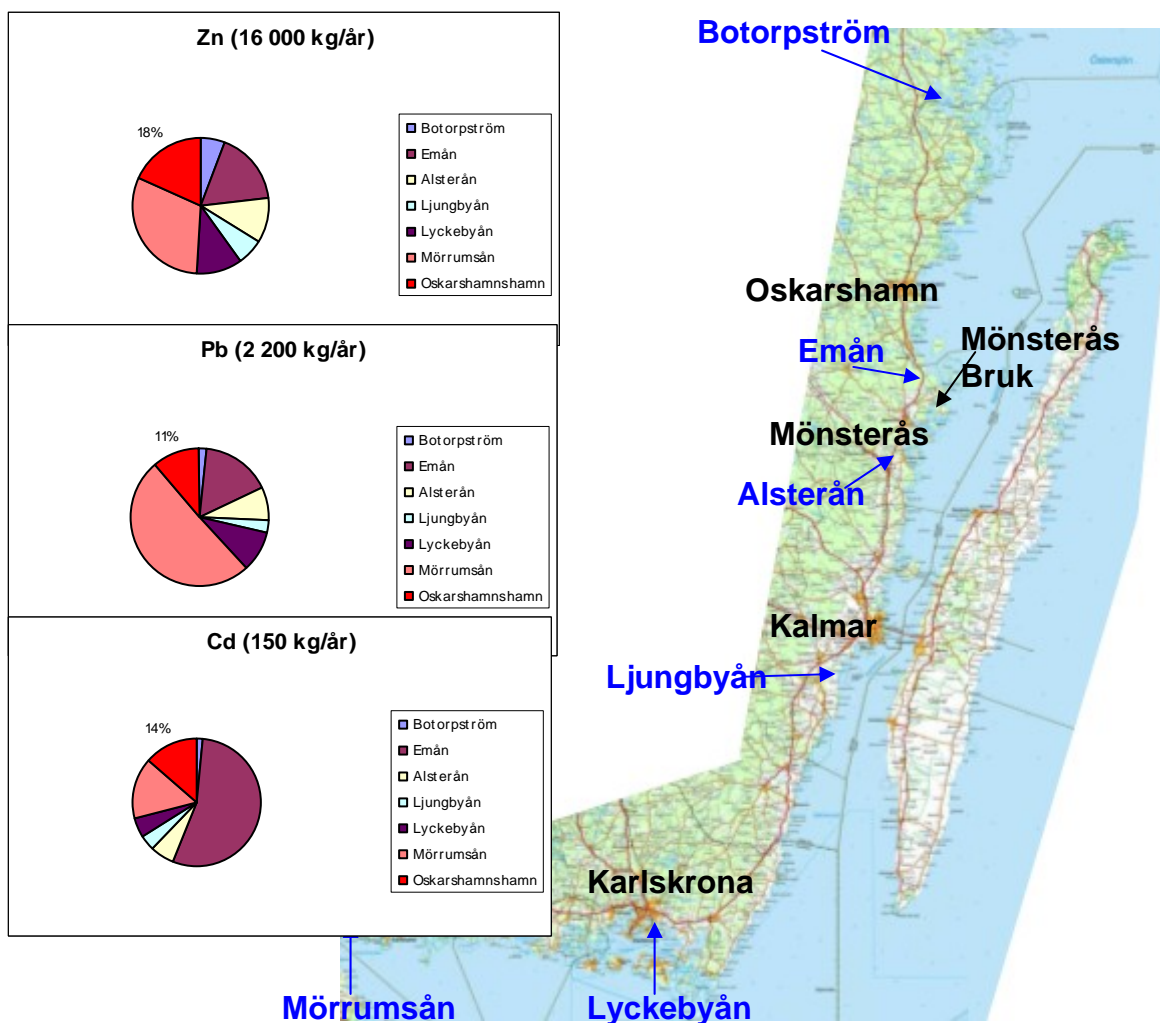 Zn (16 000 kg/år)
18%
Botorpström
Emån
Alsterån
Ljungbyån
Lyckebyån
Mörrumsån
Oskarshamnshamn
Pb (2 200 kg/år)
11%
Botorpström
Emån
Alsterån
Ljungbyån
Lyckebyån
Mörrumsån
Oskarshamnshamn
Cd (150 kg/år)
14%
Botorpström
Emån
Alsterån
Ljungbyån
Lyckebyån
Mörrumsån
Oskarshamnshamn
Botorpström
Östersjön
Oskarshamn
Emån
Mönsterås
Bruk
Mönsterås
Alsterån
Kalmar
Ljungbyån
Karlskrona
Mörrumsån
Lyckebyån